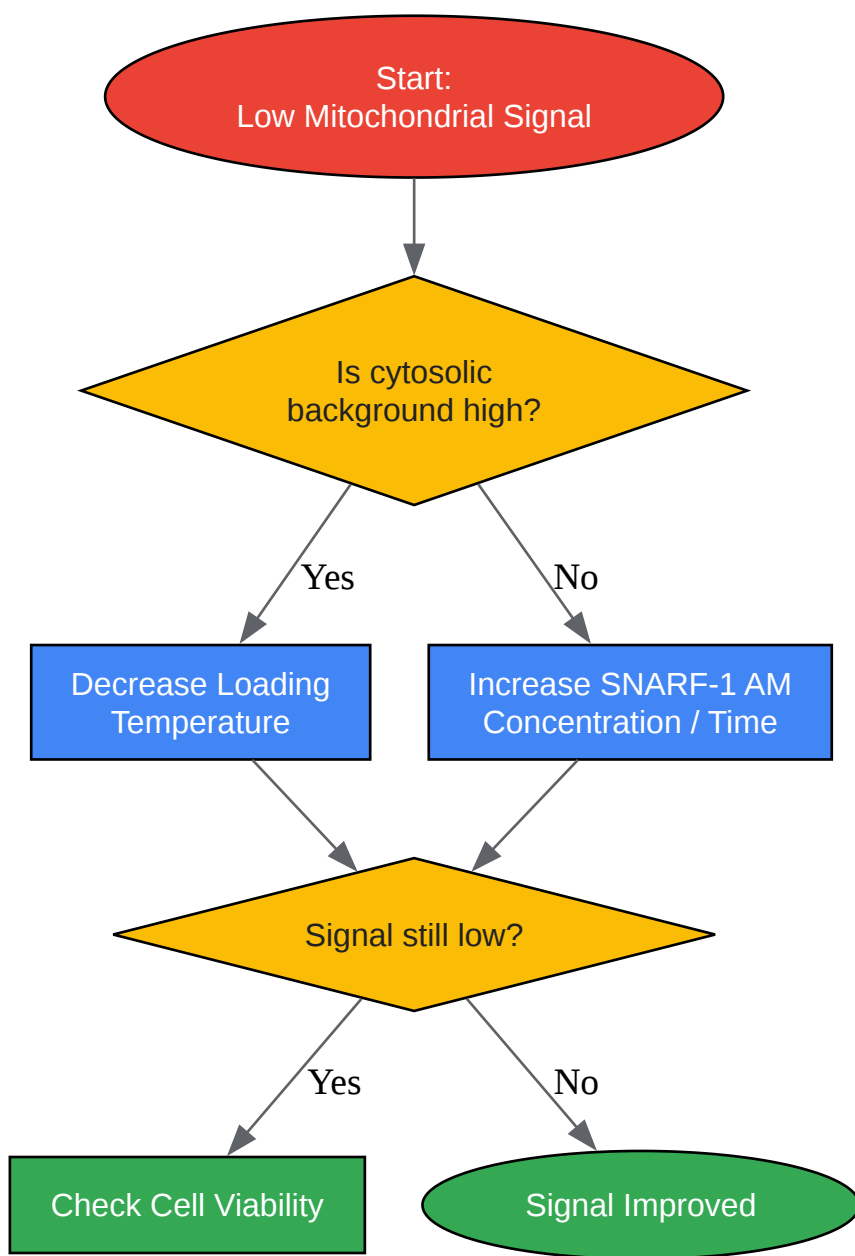 Start:
Low Mitochondrial Signal
Is cytosolic
background high?
Yes
No
Decrease Loading
Temperature
Increase SNARF-1 AM
Concentration / Time
Signal still low?
Yes
No
Check Cell Viability
Signal Improved